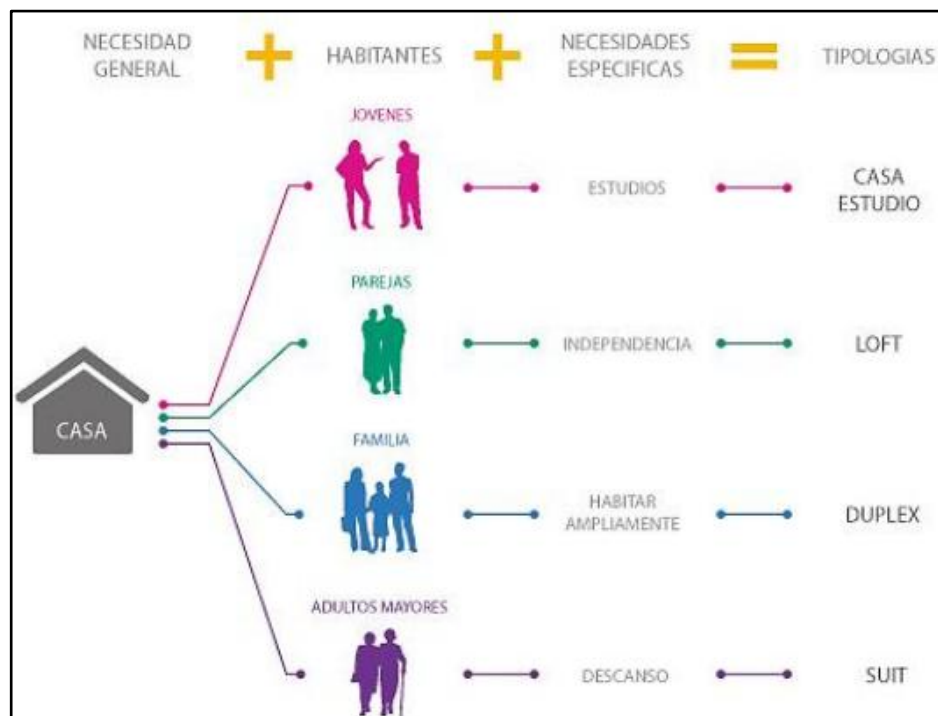 NECESIDAD
GENERAL
+
HABITANTES
+
NECESIDADES
ESPECIFICAS
=
TIPOLOGIAS
JOVENES
ESTUDIOS
CASA
ESTUDIO
PAREJAS
INDEPENDENCIA
LOFT
CASA
FAMILIA
HABITAR
AMPLIAMENTE
DUPLEX
ADULTOS MAYORES
DESCANSO
SUIT